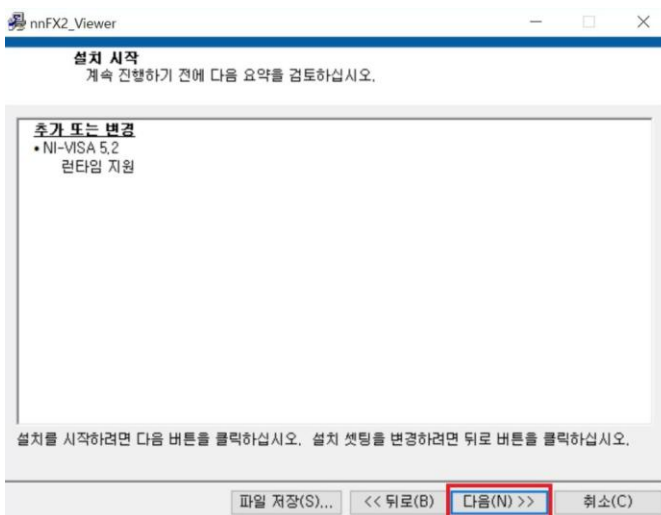 nnFX2_Viewer
설치 시작
계속 진행하기 전에 다음 요약을 검토하십시오.
추가 또는 변경
• NI-VISA 5.2
런타임 지원
설치를 시작하려면 다음 버튼을 클릭하십시오. 설치 셋팅을 변경하려면 뒤로 버튼을 클릭하십시오.
파일 저장(S)... << 뒤로(B) 다음(N) >> 취소(C)